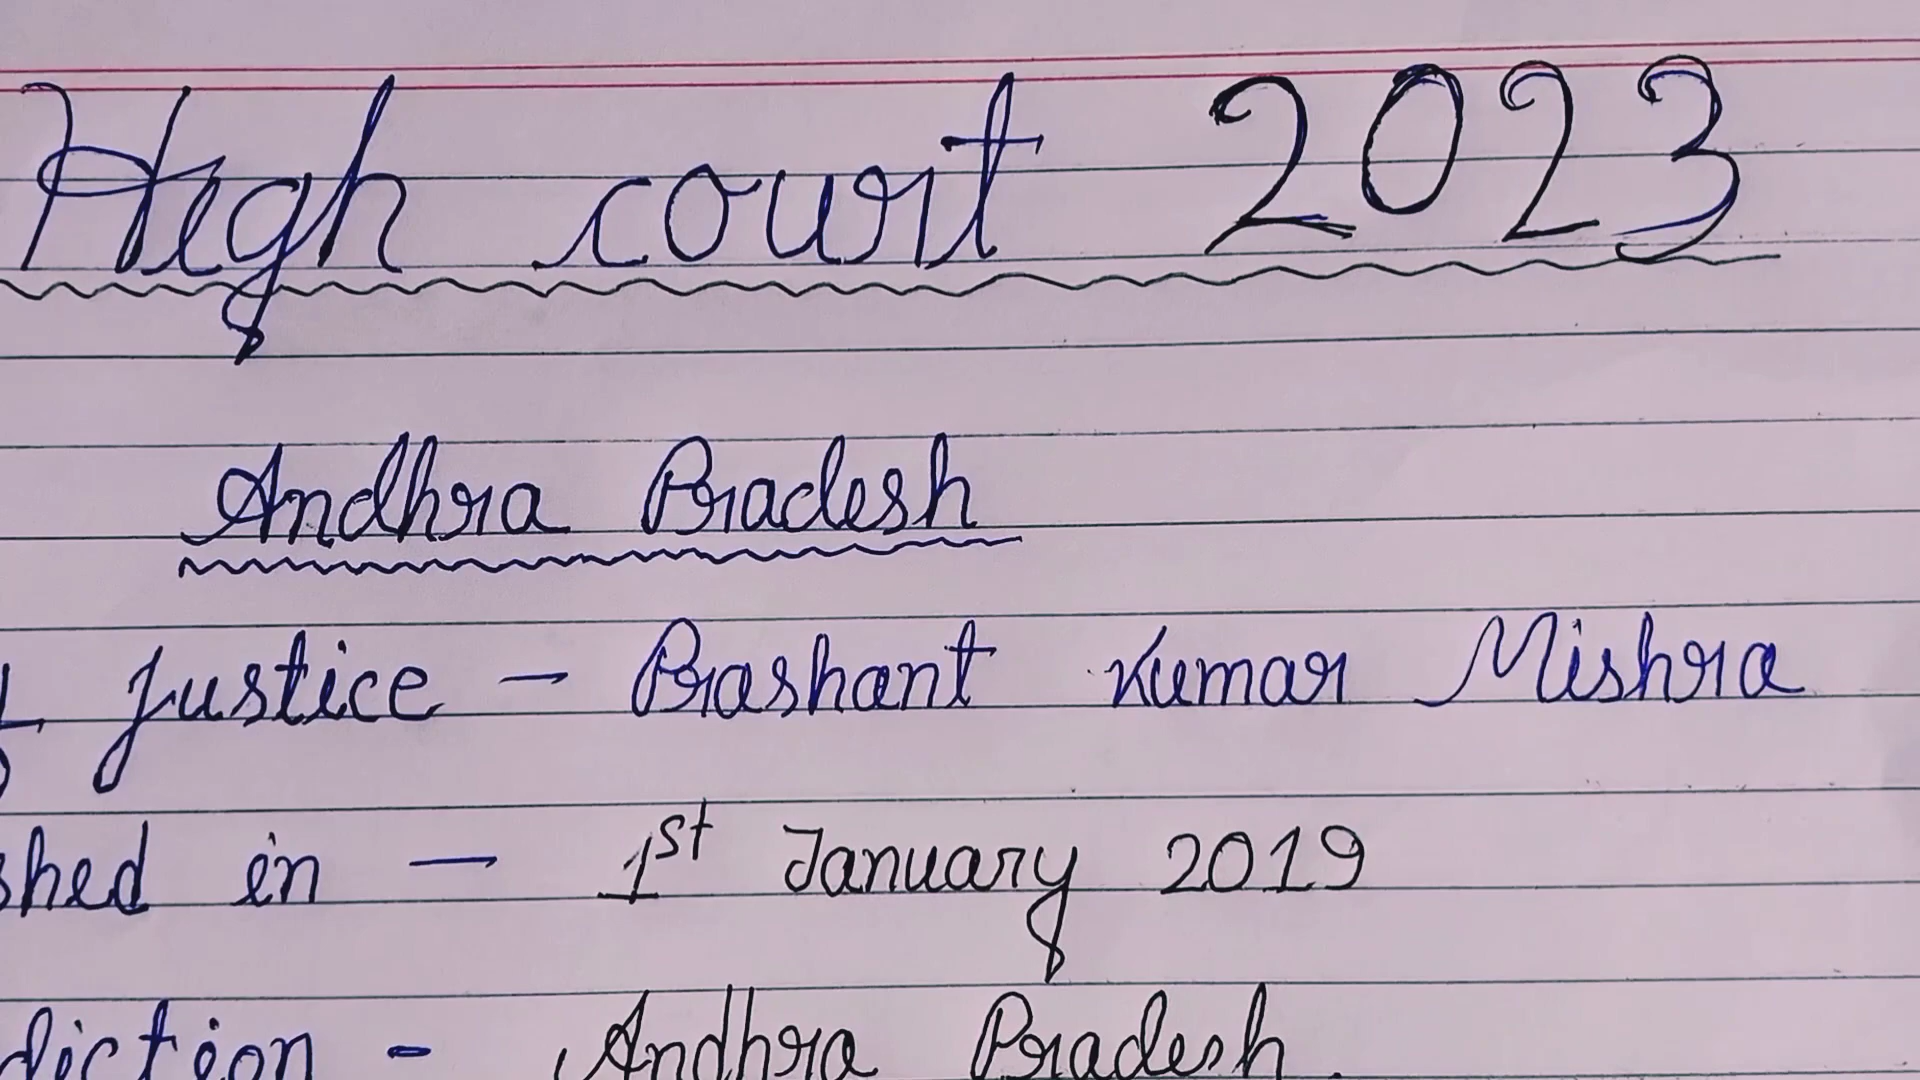 High court 2023
Andhra Pradesh
Justice - Prashant Kumar Mishra
shed in - 1st January 2019
diction - Andhra Pradesh.